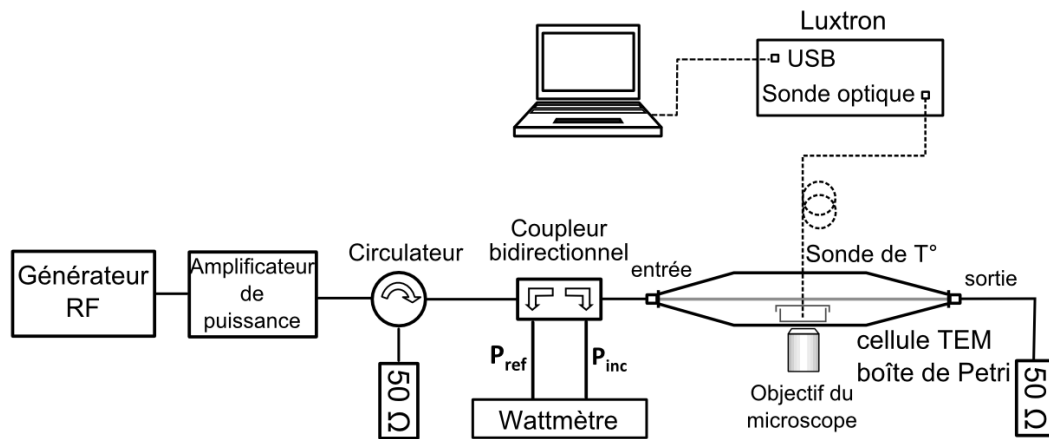 Luxtron
USB
Sonde optique
Générateur
RF
Amplificateur
de
puissance
Circulateur
50 Ω
Coupleur
bidirectionnel
Pref
Pinc
Wattmètre
entrée
Sonde de T°
sortie
cellule TEM
boîte de Petri
Objectif du
microscope
50 Ω